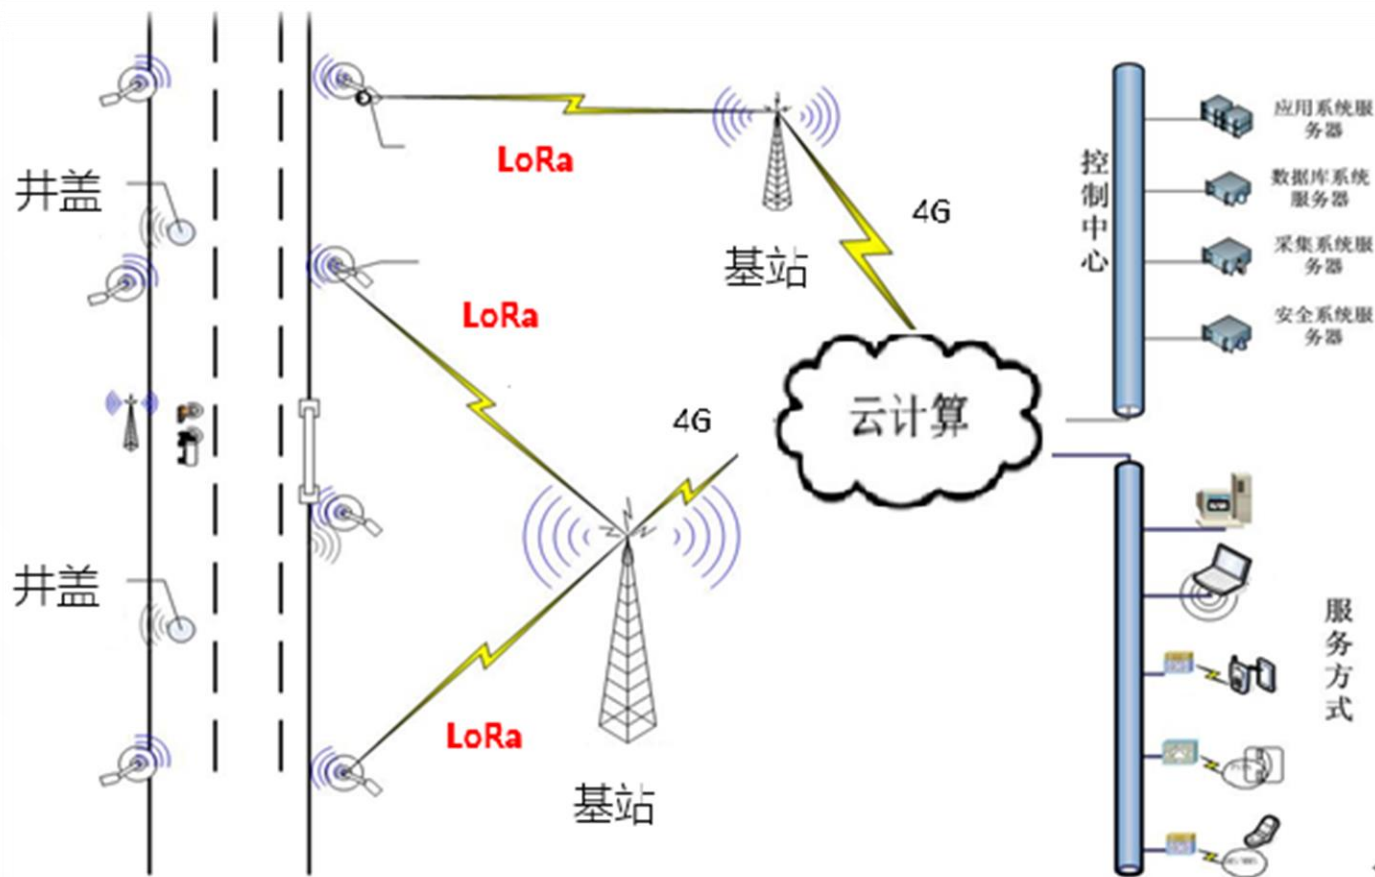 井盖
井盖
LoRa
LoRa
LoRa
基站
基站
4G
4G
云计算
控制中心
应用系统服
务器
数据库系统
服务器
采集系统服
务器
安全系统服
务器
服务方式